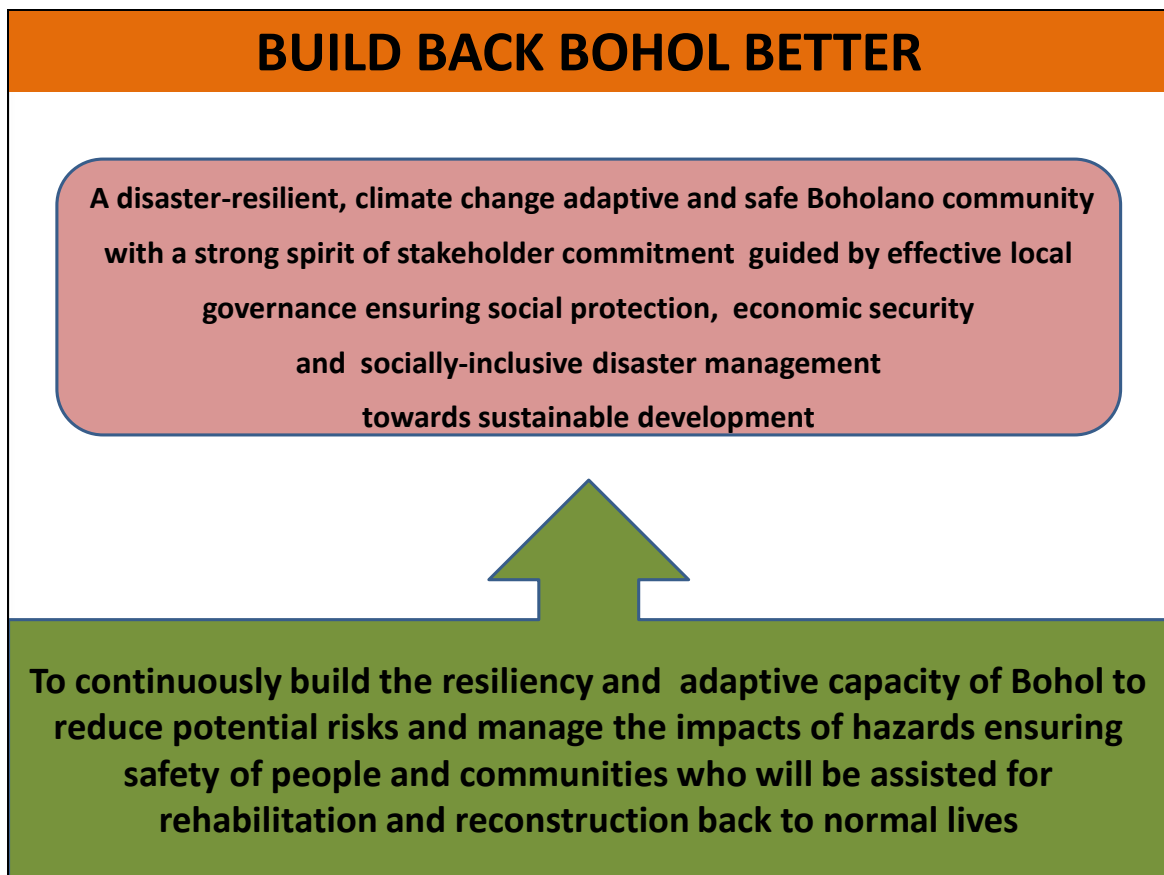 BUILD BACK BOHOL BETTER
A disaster-resilient, climate change adaptive and safe Boholano community
with a strong spirit of stakeholder commitment guided by effective local
governance ensuring social protection, economic security
and socially-inclusive disaster management
towards sustainable development
To continuously build the resiliency and adaptive capacity of Bohol to
reduce potential risks and manage the impacts of hazards ensuring
safety of people and communities who will be assisted for
rehabilitation and reconstruction back to normal lives